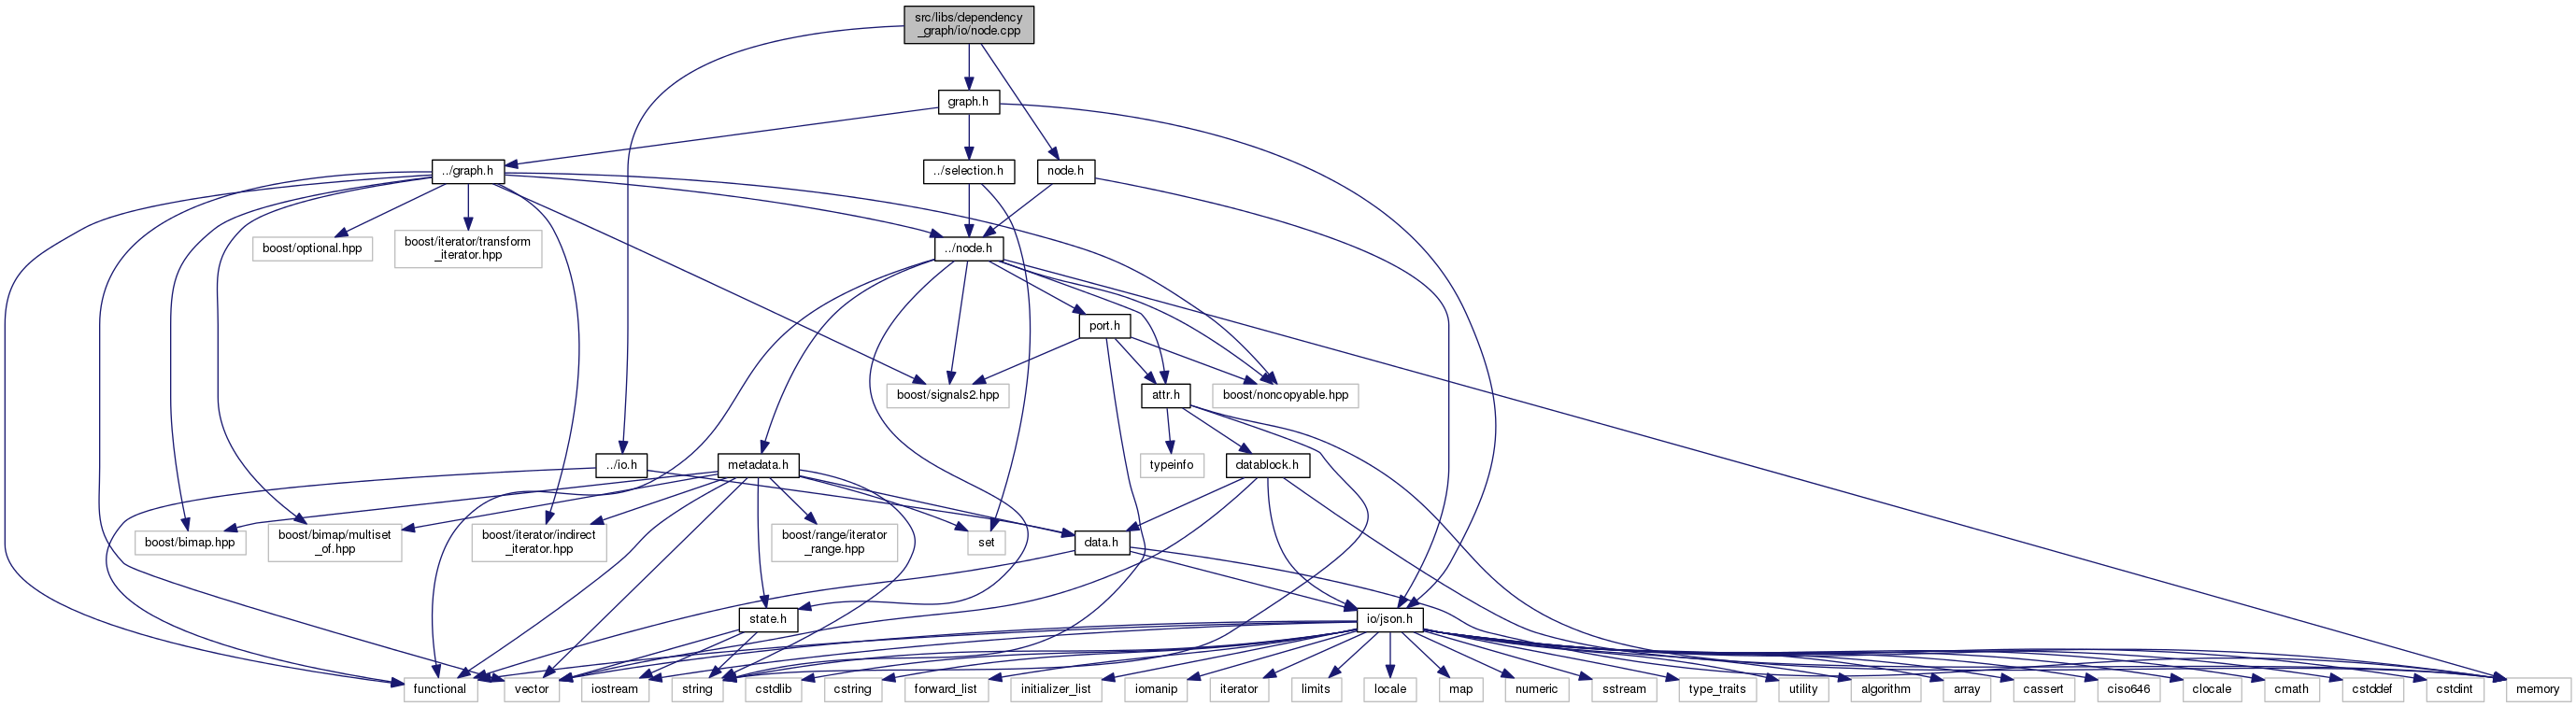 src/libs/dependency
_graph/io/node.cpp
graph.h
../graph.h
../selection.h
node.h
boost/optional.hpp
boost/iterator/transform
_iterator.hpp
../node.h
port.h
boost/signals2.hpp
attr.h
boost/noncopyable.hpp
../io.h
metadata.h
typeinfo
datablock.h
boost/bimap.hpp
boost/bimap/multiset
_of.hpp
boost/iterator/indirect
_iterator.hpp
boost/range/iterator
_range.hpp
set
data.h
state.h
io/json.h
functional
vector
iostream
string
cstdlib
cstring
forward_list
initializer_list
iomanip
iterator
limits
locale
map
numeric
sstream
type_traits
utility
algorithm
array
cassert
ciso646
clocale
cmath
cstddef
cstdint
memory